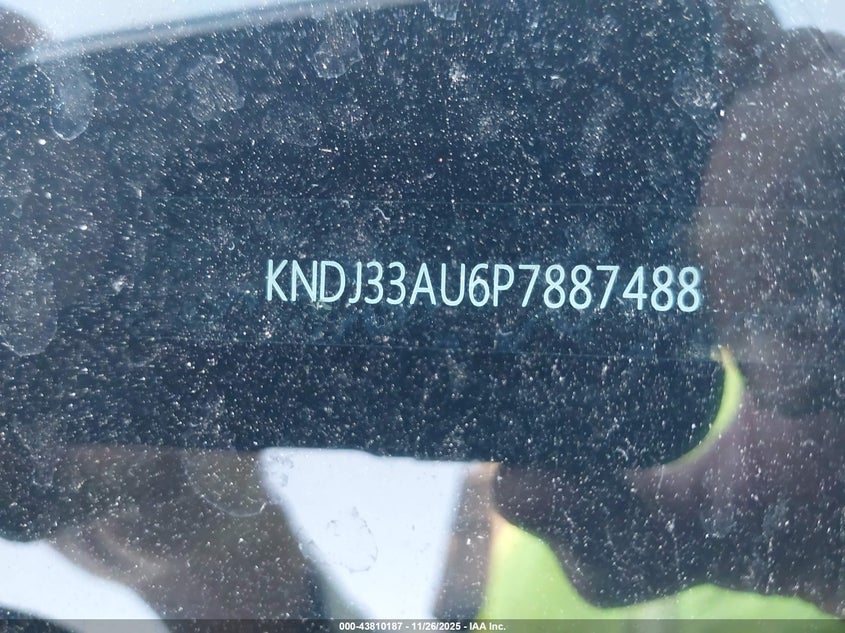 KNDJ33AU6P7887488
000-43810187 - 11/26/2025 - IAA Inc.